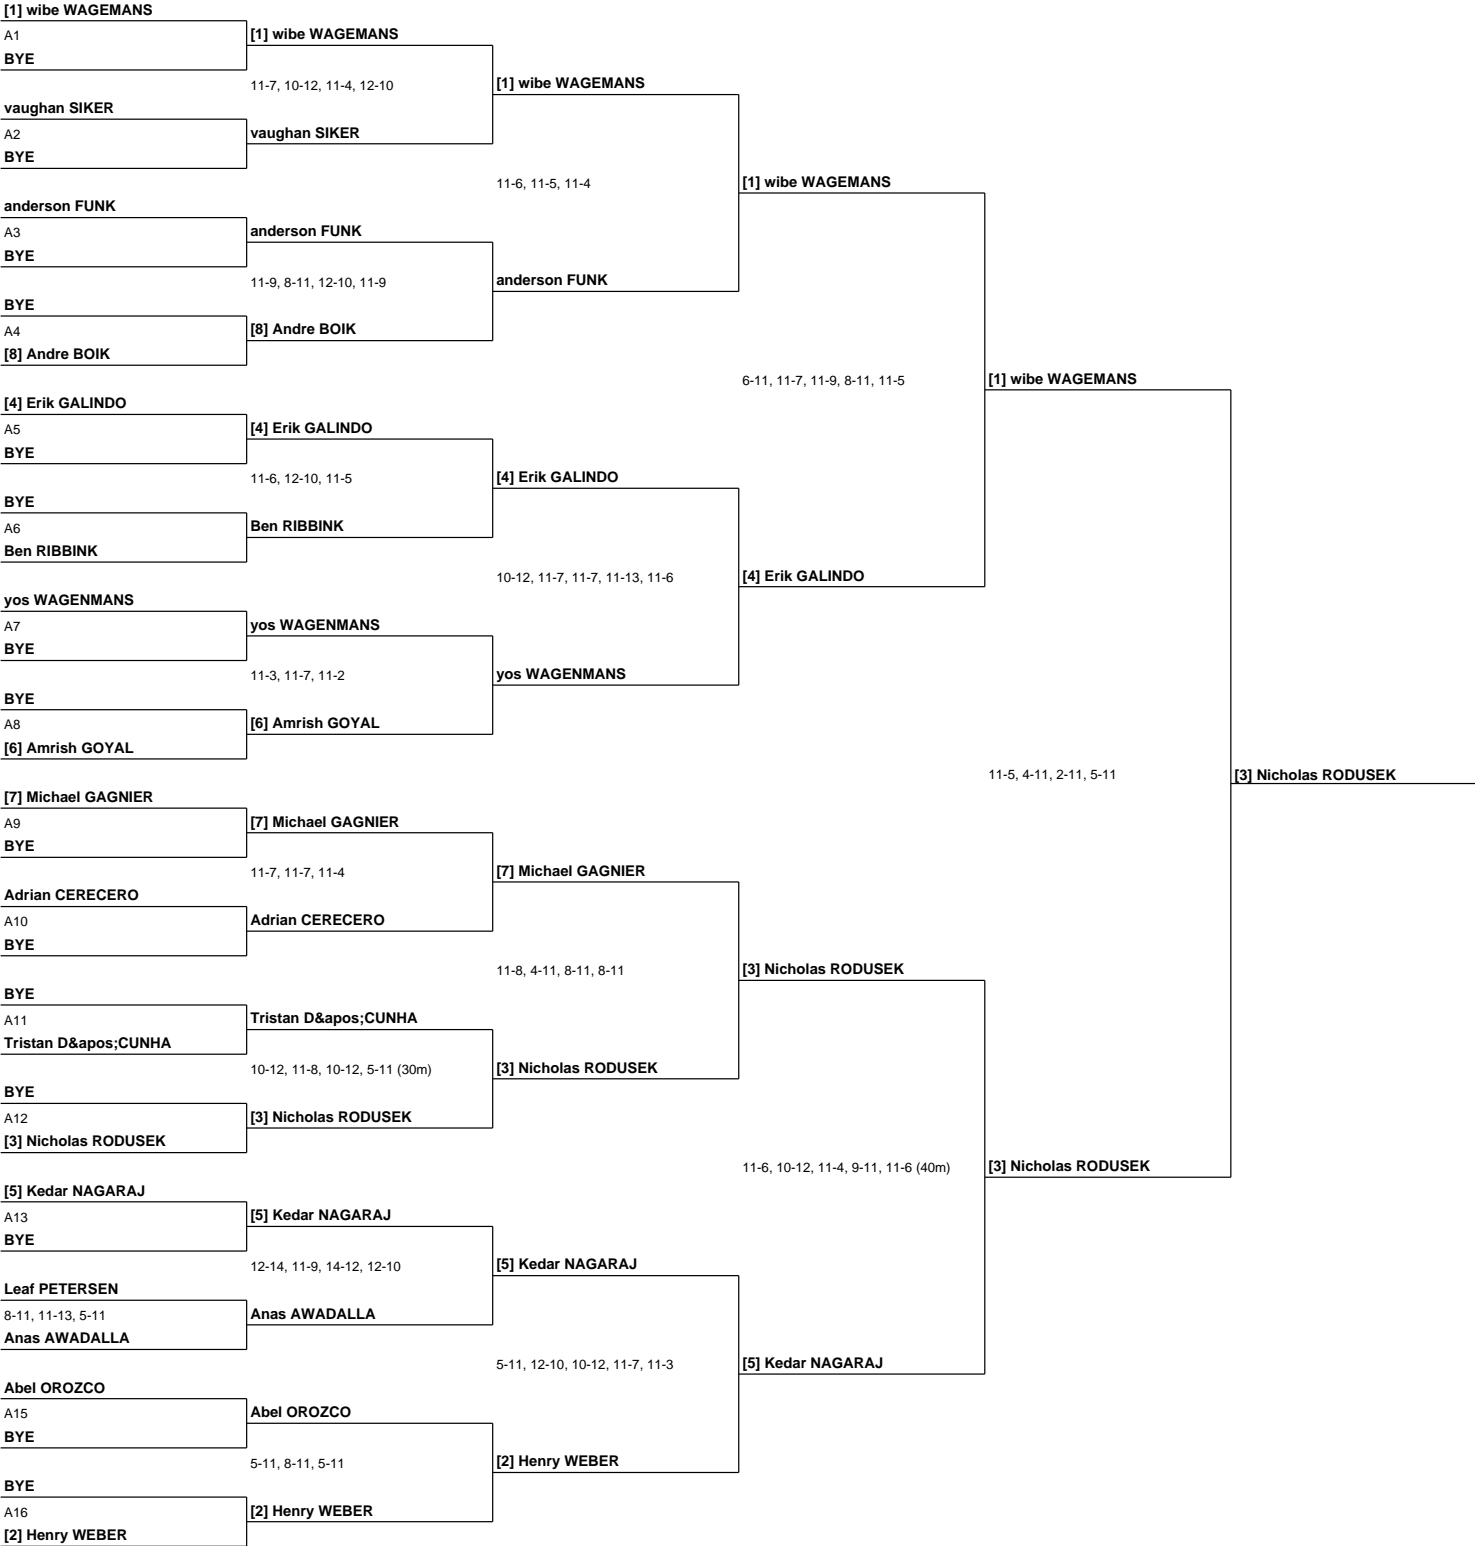 [1] wibe WAGEMANS
A1
BYE
vaughan SIKER
A2
BYE
anderson FUNK
A3
BYE
BYE
A4
[8] Andre BOIK
[4] Erik GALINDO
A5
BYE
BYE
A6
Ben RIBBINK
yos WAGENMANS
A7
BYE
BYE
A8
[6] Amrish GOYAL
[7] Michael GAGNIER
A9
BYE
Adrian CERECERO
A10
BYE
BYE
A11
Tristan D&apos;CUNHA
BYE
A12
[3] Nicholas RODUSEK
[5] Kedar NAGARAJ
A13
BYE
Leaf PETERSEN
8-11, 11-13, 5-11
Anas AWADALLA
Abel OROZCO
A15
BYE
BYE
A16
[2] Henry WEBER
[1] wibe WAGEMANS
11-7, 10-12, 11-4, 12-10
vaughan SIKER
anderson FUNK
11-9, 8-11, 12-10, 11-9
[8] Andre BOIK
[4] Erik GALINDO
11-6, 12-10, 11-5
Ben RIBBINK
yos WAGENMANS
11-3, 11-7, 11-2
[6] Amrish GOYAL
[7] Michael GAGNIER
11-7, 11-7, 11-4
Adrian CERECERO
Tristan D&apos;CUNHA
10-12, 11-8, 10-12, 5-11 (30m)
[3] Nicholas RODUSEK
[5] Kedar NAGARAJ
12-14, 11-9, 14-12, 12-10
Anas AWADALLA
Abel OROZCO
5-11, 8-11, 5-11
[2] Henry WEBER
[1] wibe WAGEMANS
11-6, 11-5, 11-4
anderson FUNK
[4] Erik GALINDO
10-12, 11-7, 11-7, 11-13, 11-6
yos WAGENMANS
[7] Michael GAGNIER
11-8, 4-11, 8-11, 8-11
[3] Nicholas RODUSEK
[5] Kedar NAGARAJ
5-11, 12-10, 10-12, 11-7, 11-3
[2] Henry WEBER
[1] wibe WAGEMANS
6-11, 11-7, 11-9, 8-11, 11-5
[4] Erik GALINDO
[3] Nicholas RODUSEK
11-6, 10-12, 11-4, 9-11, 11-6 (40m)
[5] Kedar NAGARAJ
[1] wibe WAGEMANS
11-5, 4-11, 2-11, 5-11
[3] Nicholas RODUSEK
[3] Nicholas RODUSEK